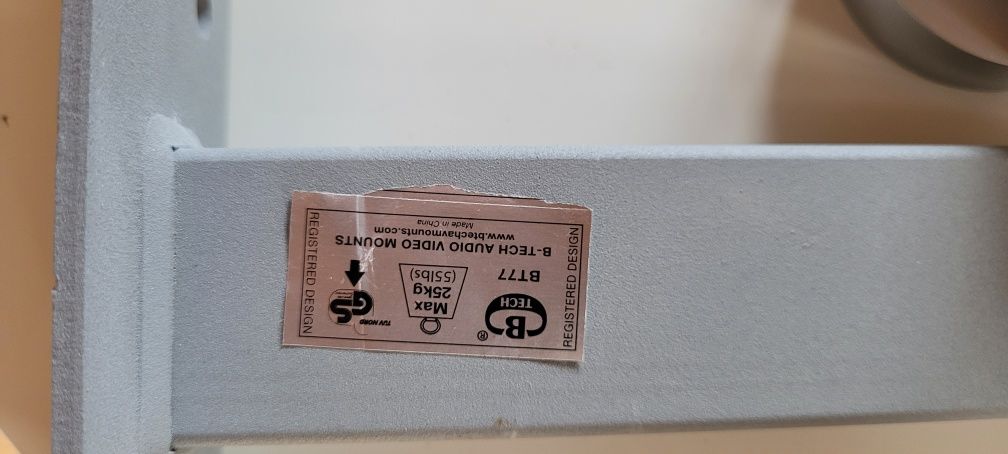 REGISTERED DESIGN
B
TECH
®
Max
25kg
(55lbs)
TÜV NORD
GS
BT77
B-TECH AUDIO VIDEO MOUNTS
www.btechavmounts.com
Made in China
REGISTERED DESIGN